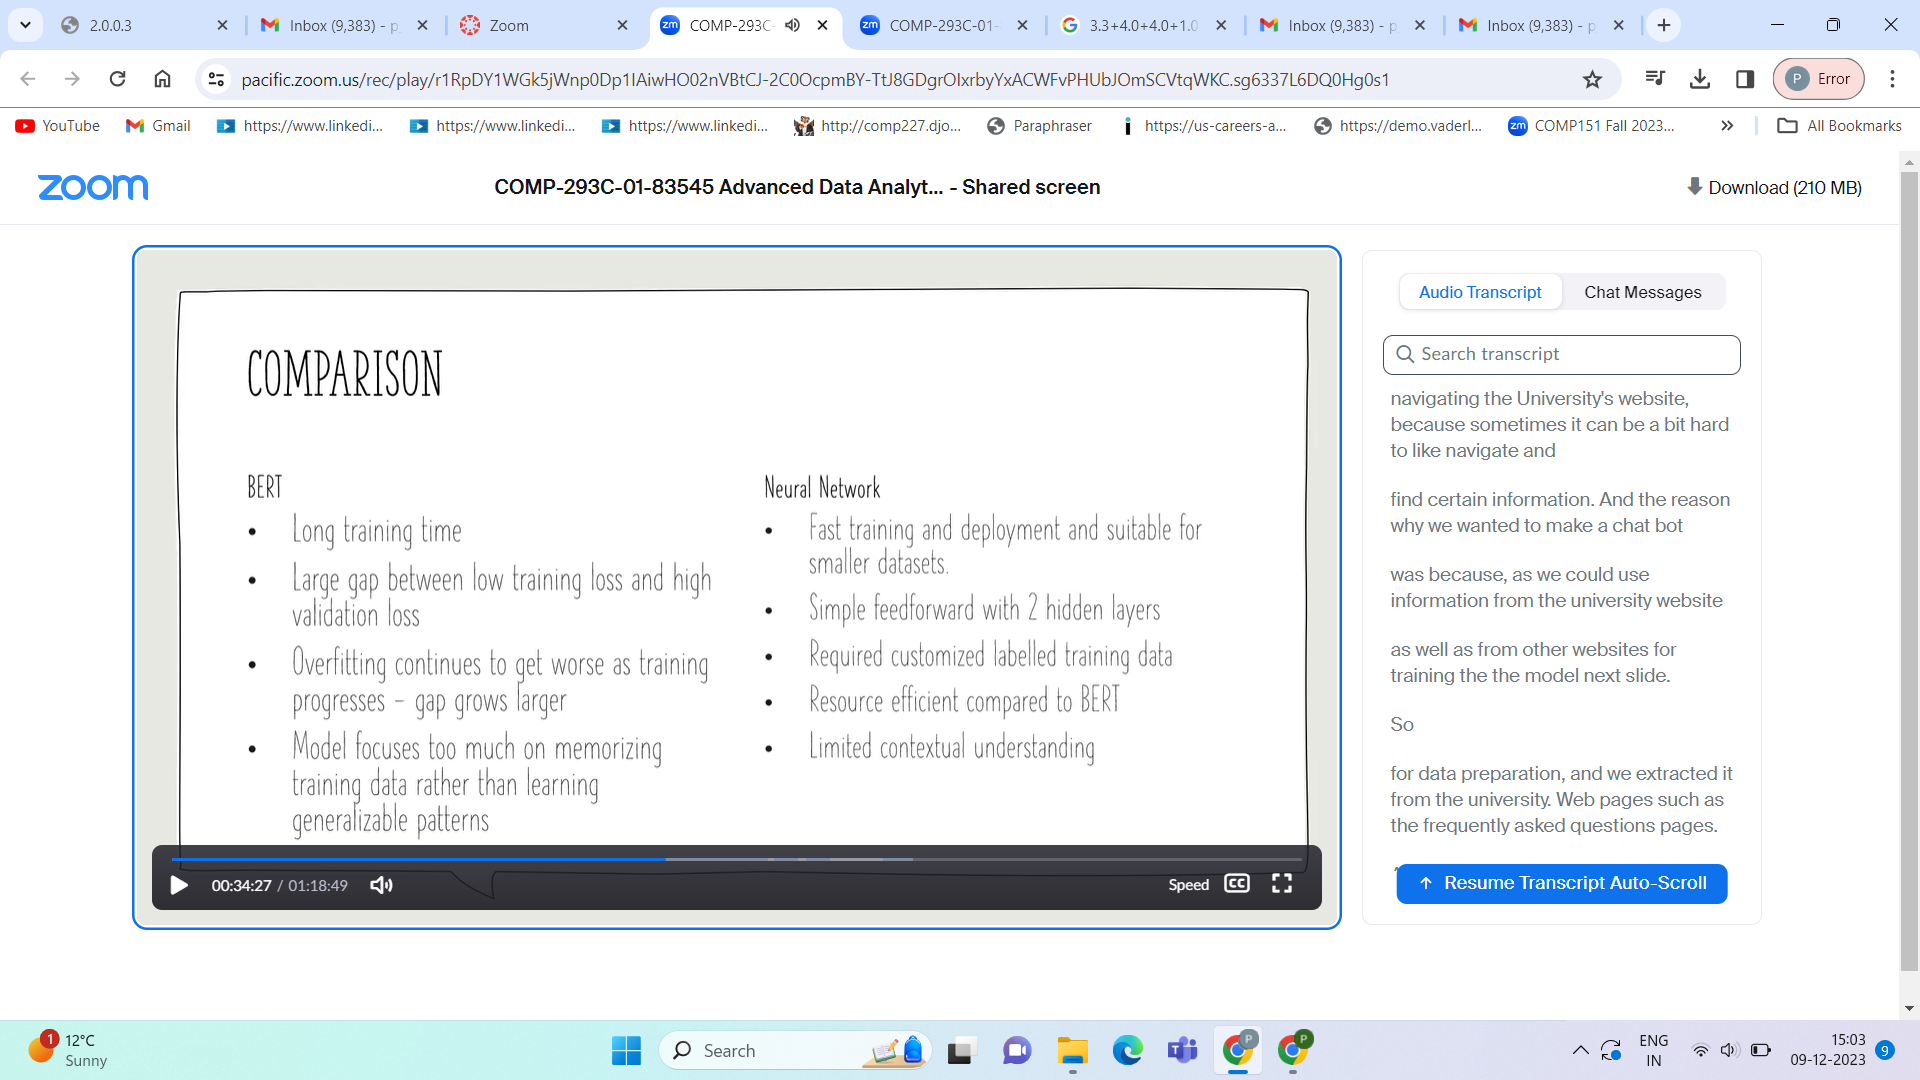 2.0.0.3
Inbox (9,383) - p
Zoom
COMP-293C-
COMP-293C-01-
3.3+4.0+4.0+1.0
Inbox (9,383) - p
Inbox (9,383) - p
pacific.zoom.us/rec/play/r1RpDY1WGk5jWnp0Dp1IAiwHO02nVBtCJ-2C0OcpmBY-TtJ8GDgrOIxrbyYxACWFvPHUbJOmSCVtqWKC.sg6337L6DQ0Hg0s1
P Error
YouTube
Gmail
https://www.linkedi...
https://www.linkedi...
https://www.linkedi...
http://comp227.djo...
Paraphraser
https://us-careers-a...
https://demo.vaderl...
zm COMP151 Fall 2023...
All Bookmarks
zoom
COMP-293C-01-83545 Advanced Data Analyt... - Shared screen
Download (210 MB)
COMPARISON
BERT
• Long training time
• Large gap between low training loss and high
validation loss
• Overfitting continues to get worse as training
progresses – gap grows larger
• Model focuses too much on memorizing
training data rather than learning
generalizable patterns
Neural Network
• Fast training and deployment and suitable for
smaller datasets.
• Simple feedforward with 2 hidden layers
• Required customized labelled training data
• Resource efficient compared to BERT
• Limited contextual understanding
00:34:27 / 01:18:49
Speed
CC
Audio Transcript
Chat Messages
Search transcript
navigating the University's website,
because sometimes it can be a bit hard
to like navigate and
find certain information. And the reason
why we wanted to make a chat bot
was because, as we could use
information from the university website
as well as from other websites for
training the the model next slide.
So
for data preparation, and we extracted it
from the university. Web pages such as
the frequently asked questions pages.
Resume Transcript Auto-Scroll
1
12°C
Sunny
Search
ENG
IN
15:03
09-12-2023
9